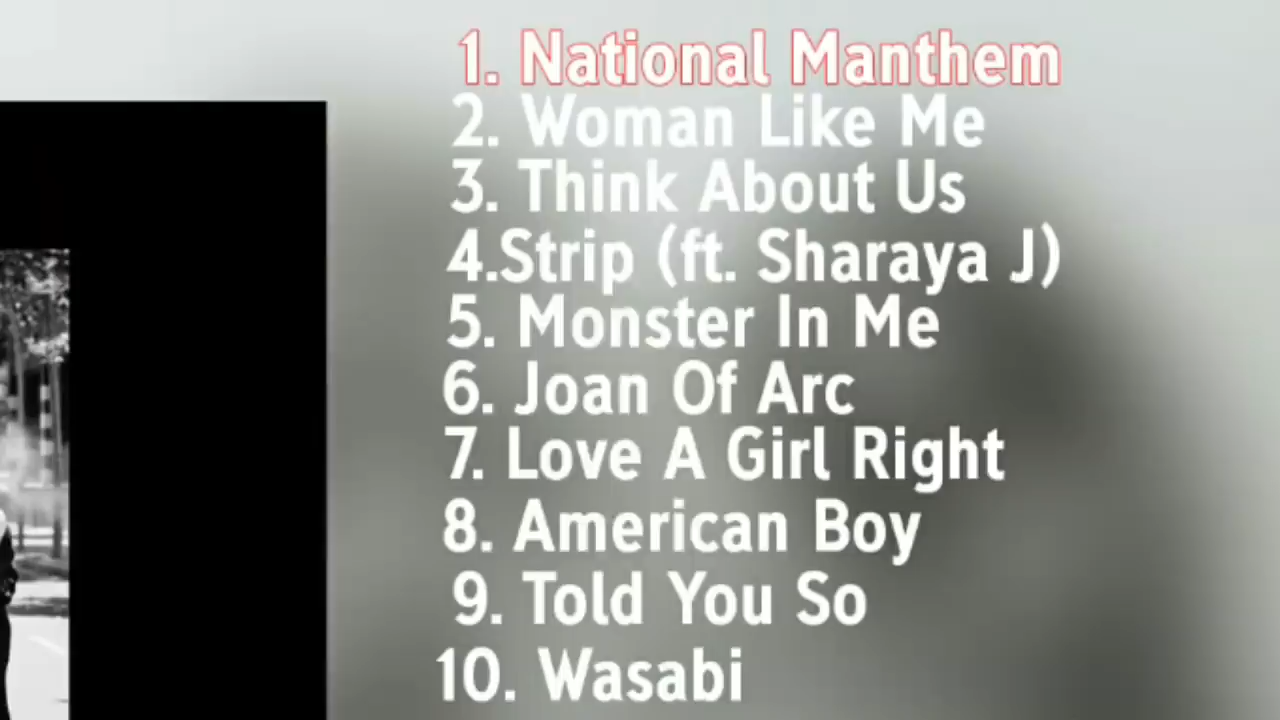 1. National Manthem
2. Woman Like Me
3. Think About Us
4.Strip (ft. Sharaya J)
5. Monster In Me
6. Joan Of Arc
7. Love A Girl Right
8. American Boy
9. Told You So
10. Wasabi